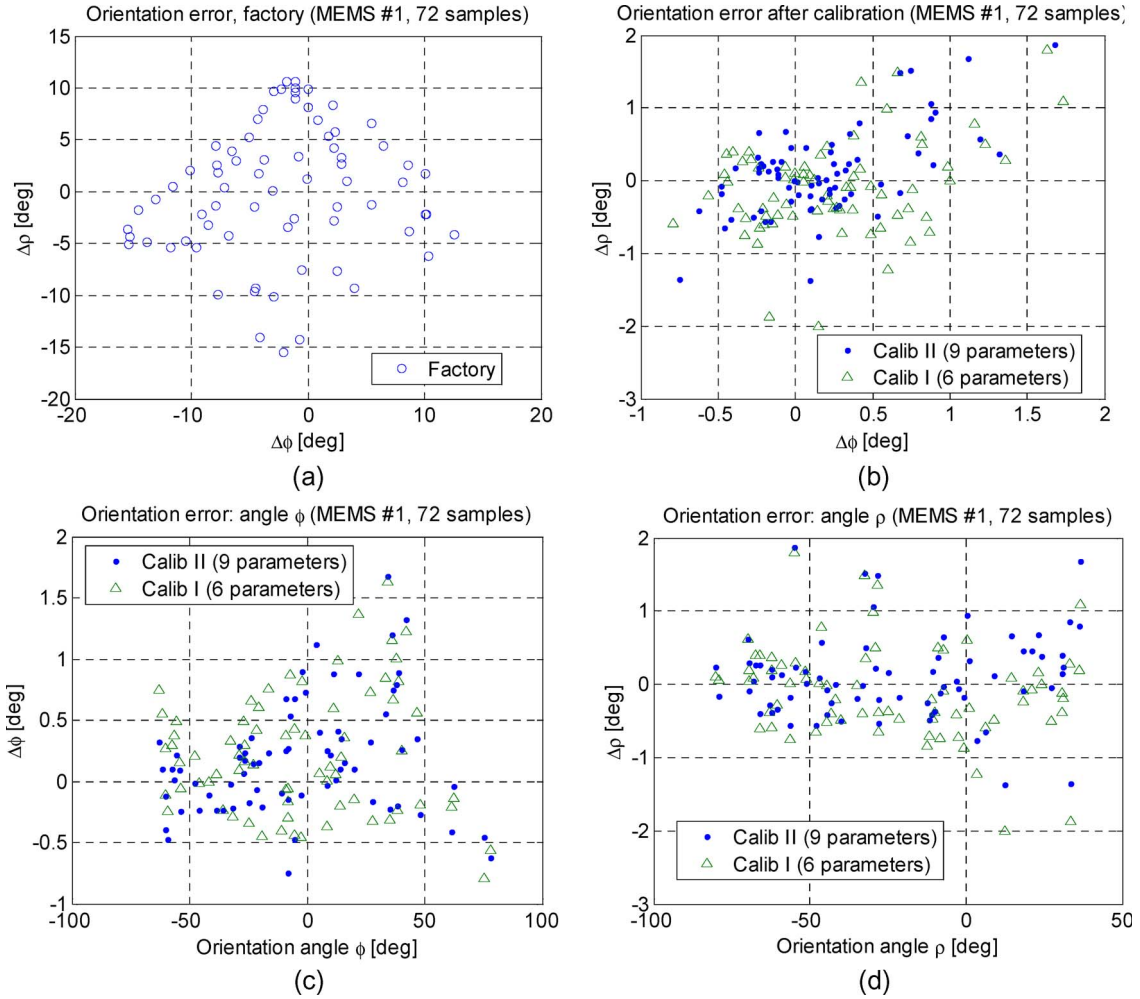 Orientation error, factory (MEMS #1, 72 samples)
15
10
5
0
-5
-10
-15
-20
Δρ [deg]
Factory
-20
-10
0
10
20
Δϕ [deg]
(a)
Orientation error after calibration (MEMS #1, 72 samples)
2
1
0
-1
-2
-3
Δρ [deg]
Calib II (9 parameters)
Calib I (6 parameters)
-1
-0.5
0
0.5
1
1.5
2
Δϕ [deg]
(b)
Orientation error: angle ϕ (MEMS #1, 72 samples)
2
1.5
1
0.5
0
-0.5
-1
Δϕ [deg]
Calib II (9 parameters)
Calib I (6 parameters)
-100
-50
0
50
100
Orientation angle ϕ [deg]
(c)
Orientation error: angle ρ (MEMS #1, 72 samples)
2
1
0
-1
-2
-3
Δρ [deg]
Calib II (9 parameters)
Calib I (6 parameters)
-100
-50
0
50
Orientation angle ρ [deg]
(d)